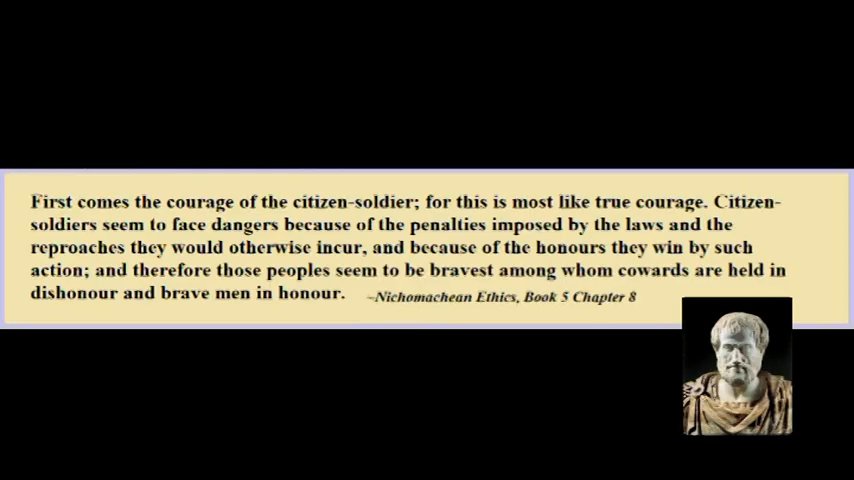 First comes the courage of the citizen-soldier; for this is most like true courage. Citizen-
soldiers seem to face dangers because of the penalties imposed by the laws and the
reproaches they would otherwise incur, and because of the honours they win by such
action; and therefore those peoples seem to be bravest among whom cowards are held in
dishonour and brave men in honour. ~Nichomachean Ethics, Book 5 Chapter 8